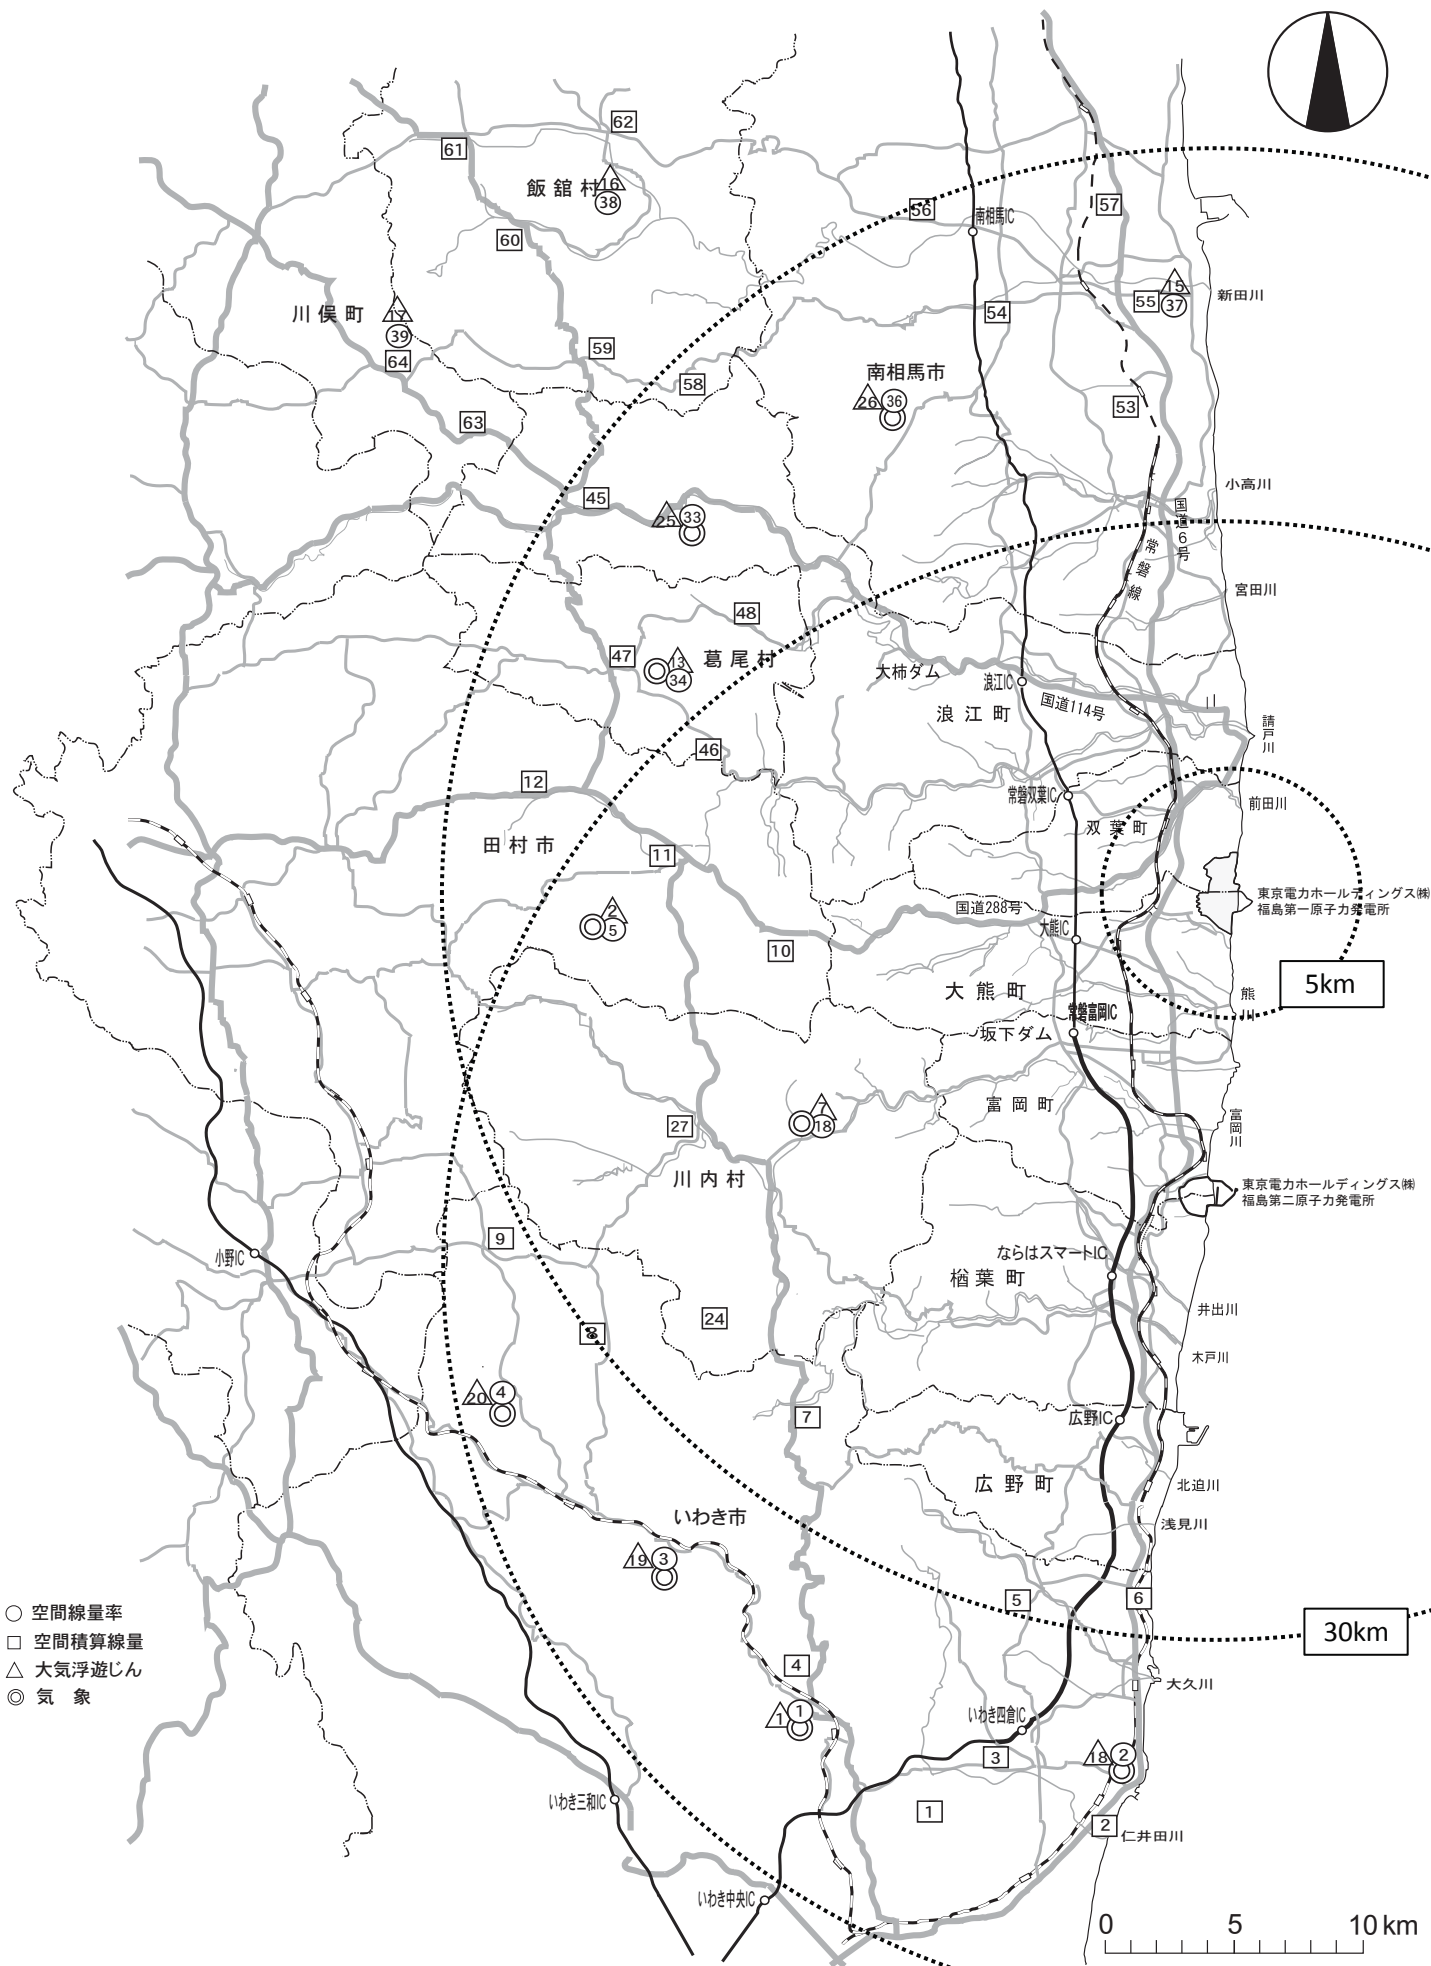 62
61
飯舘村
16
38
57
56
南相馬IC
60
15
55
37
新田川
川俣町
17
39
54
59
64
58
南相馬市
26
36
53
63
45
小高川
25
33
国道6号
常磐線
宮田川
48
47
13
34
葛尾村
大柿ダム
浪江IC
国道114号
川
浪江町
請戸川
46
12
常磐双葉IC
前田川
双葉町
田村市
11
東京電力ホールディングス㈱
福島第一原子力発電所
2
5
国道288号
大熊IC
10
5km
大熊町
熊川
常磐富岡IC
坂下ダム
7
18
富岡町
富岡川
27
川内村
東京電力ホールディングス㈱
福島第二原子力発電所
9
小野IC
ならはスマートIC
楢葉町
井出川
24
8
木戸川
20
4
7
広野IC
広野町
北迫川
いわき市
浅見川
19
3
5
6
○ 空間線量率
□ 空間積算線量
△ 大気浮遊じん
◎ 気 象
30km
4
大久川
1
1
いわき四倉IC
3
18
2
いわき三和IC
1
2
仁井田川
いわき中央IC
0 5 10km